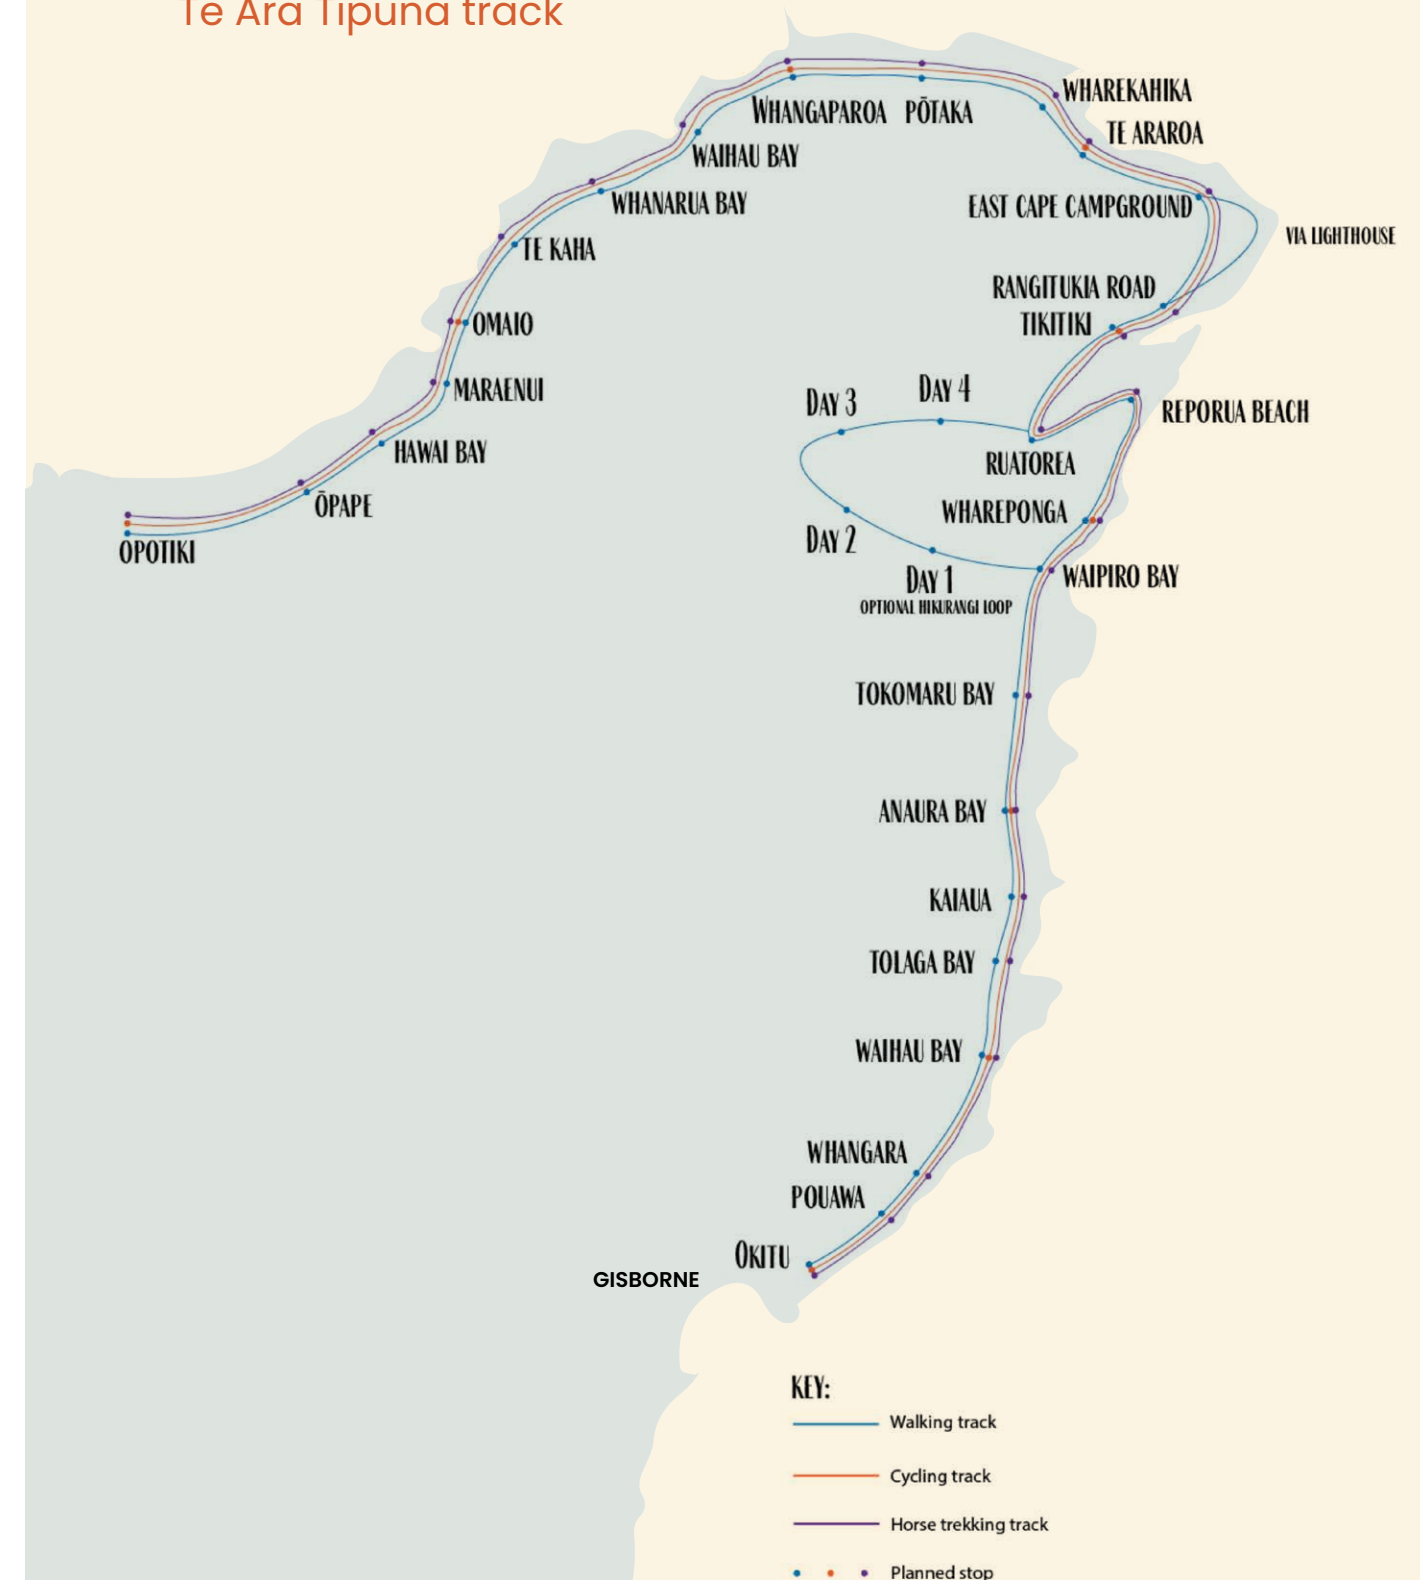 Te Ara Tipuna track
WHAREKAHIKA
WHANGAPAROA
PŌTAKA
TE ARAROA
WAIHAU BAY
WHANARUA BAY
EAST CAPE CAMPGROUND
VIA LIGHTHOUSE
TE KAHA
RANGITUKIA ROAD
OMAIO
TIKITIKI
MARAENUI
DAY 3
DAY 4
REPORUA BEACH
HAWAI BAY
RUATOREA
ŌPAPE
WHAREPONGA
OPOTIKI
DAY 2
DAY 1
OPTIONAL HIKURANGI LOOP
WAIPIRO BAY
TOKOMARU BAY
ANAURA BAY
KAIAUA
TOLAGA BAY
WAIHAU BAY
WHANGARA
POUAWA
OKITU
GISBORNE
KEY:
Walking track
Cycling track
Horse trekking track
Planned stop